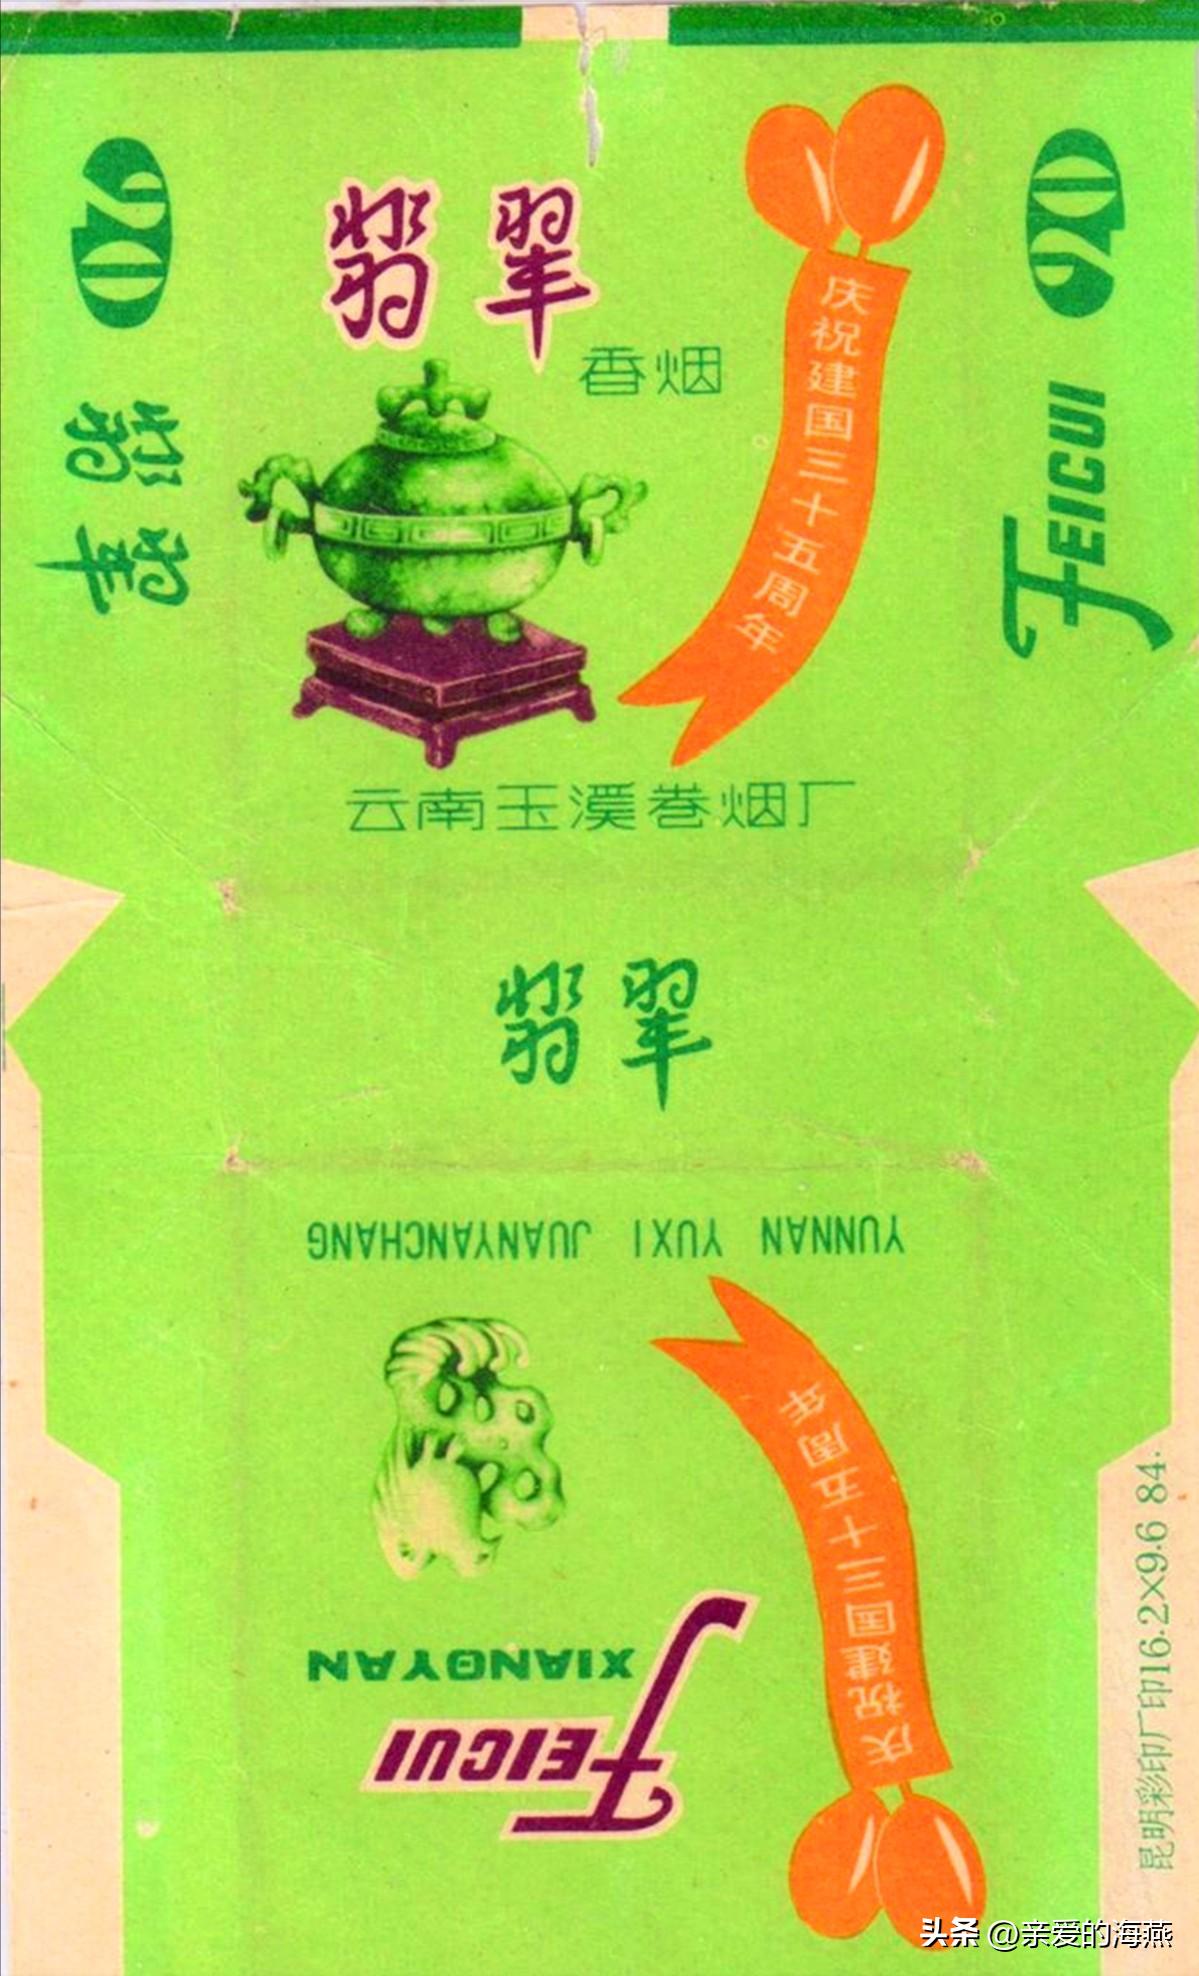 20
翡翠
翡翠
香烟
庆祝建国三十五周年
20
FEICUI
云南玉溪卷烟厂
翡翠
YUNNAN YUXI JUANYANCHANG
庆祝建国三十五周年
XIANGYAN
FEICUI
昆明彩印厂印16.2×9.6 84.
头条 @亲爱的海燕